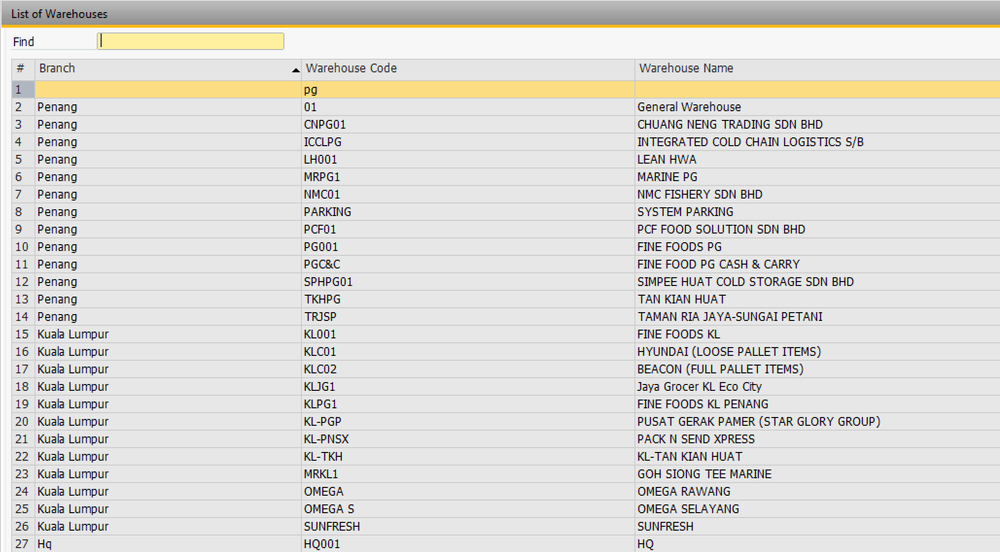 List of Warehouses
Find
# Branch Warehouse Code Warehouse Name
1 pg
2 Penang 01 General Warehouse
3 Penang CNPG01 CHUANG NENG TRADING SDN BHD
4 Penang ICCLPG INTEGRATED COLD CHAIN LOGISTICS S/B
5 Penang LH001 LEAN HWA
6 Penang MRPG1 MARINE PG
7 Penang NMC01 NMC FISHERY SDN BHD
8 Penang PARKING SYSTEM PARKING
9 Penang PCF01 PCF FOOD SOLUTION SDN BHD
10 Penang PG001 FINE FOODS PG
11 Penang PGC&C FINE FOOD PG CASH & CARRY
12 Penang SPHPG01 SIMPEE HUAT COLD STORAGE SDN BHD
13 Penang TKHPG TAN KIAN HUAT
14 Penang TRJSP TAMAN RIA JAYA-SUNGAI PETANI
15 Kuala Lumpur KL001 FINE FOODS KL
16 Kuala Lumpur KLC01 HYUNDAI (LOOSE PALLET ITEMS)
17 Kuala Lumpur KLC02 BEACON (FULL PALLET ITEMS)
18 Kuala Lumpur KLJG1 Jaya Grocer KL Eco City
19 Kuala Lumpur KLPG1 FINE FOODS KL PENANG
20 Kuala Lumpur KL-PGP PUSAT GERAK PAMER (STAR GLORY GROUP)
21 Kuala Lumpur KL-PNSX PACK N SEND XPRESS
22 Kuala Lumpur KL-TKH KL-TAN KIAN HUAT
23 Kuala Lumpur MRKL1 GOH SIONG TEE MARINE
24 Kuala Lumpur OMEGA OMEGA RAWANG
25 Kuala Lumpur OMEGA S OMEGA SELAYANG
26 Kuala Lumpur SUNFRESH SUNFRESH
27 Hq HQ001 HQ